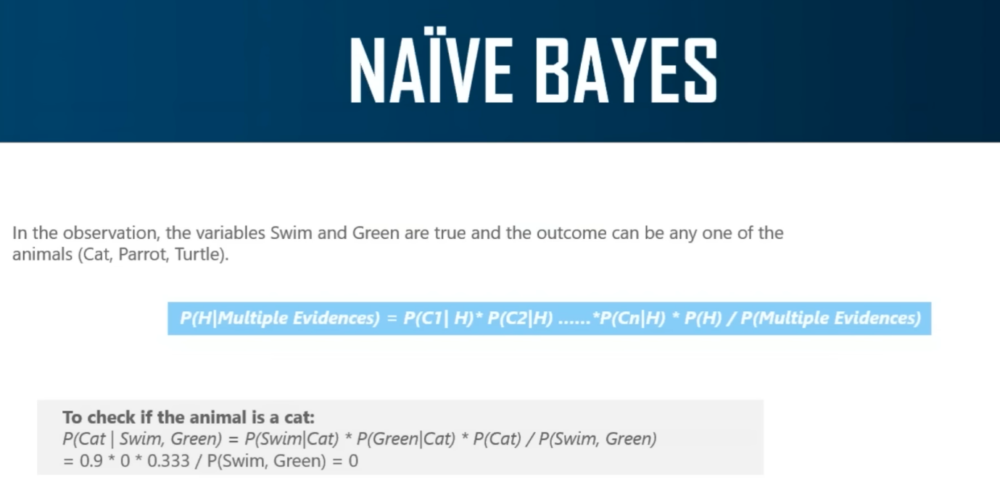 NAÏVE BAYES
In the observation, the variables Swim and Green are true and the outcome can be any one of the
animals (Cat, Parrot, Turtle).
P(H|Multiple Evidences) = P(C1| H)* P(C2|H) ......*P(Cn|H) * P(H) / P(Multiple Evidences)
To check if the animal is a cat:
P(Cat | Swim, Green) = P(Swim|Cat) * P(Green|Cat) * P(Cat) / P(Swim, Green)
= 0.9 * 0 * 0.333 / P(Swim, Green) = 0